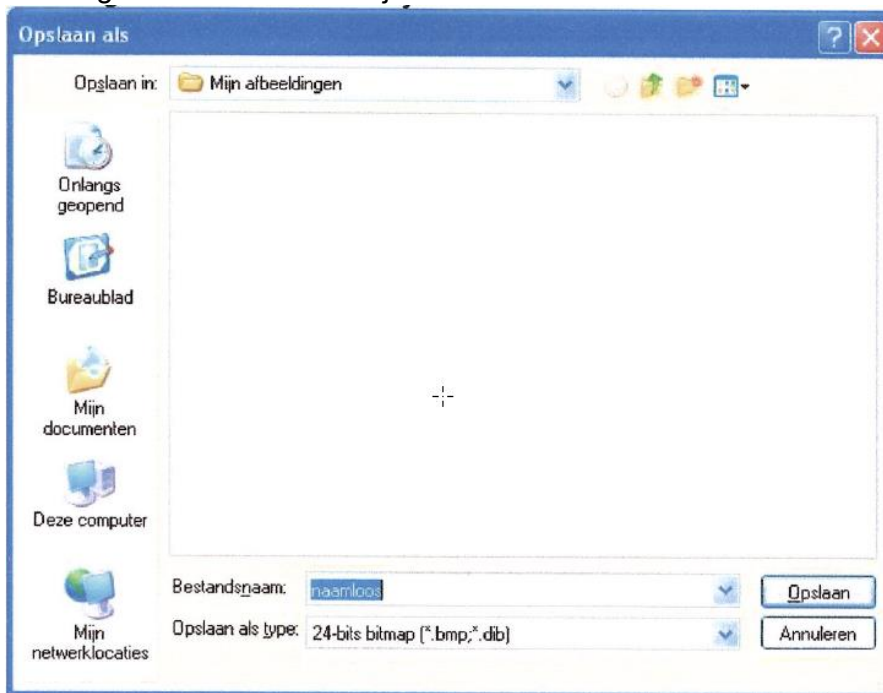 Opslaan als
Opslaan in:
Mijn afbeeldingen
Onlangs
geopend
Bureaublad
Mijn
documenten
Deze computer
Mijn
netwerklocaties
Bestandsnaam:
naamloos
Opslaan
Opslaan als type:
24-bits bitmap (*.bmp;*.dib)
Annuleren